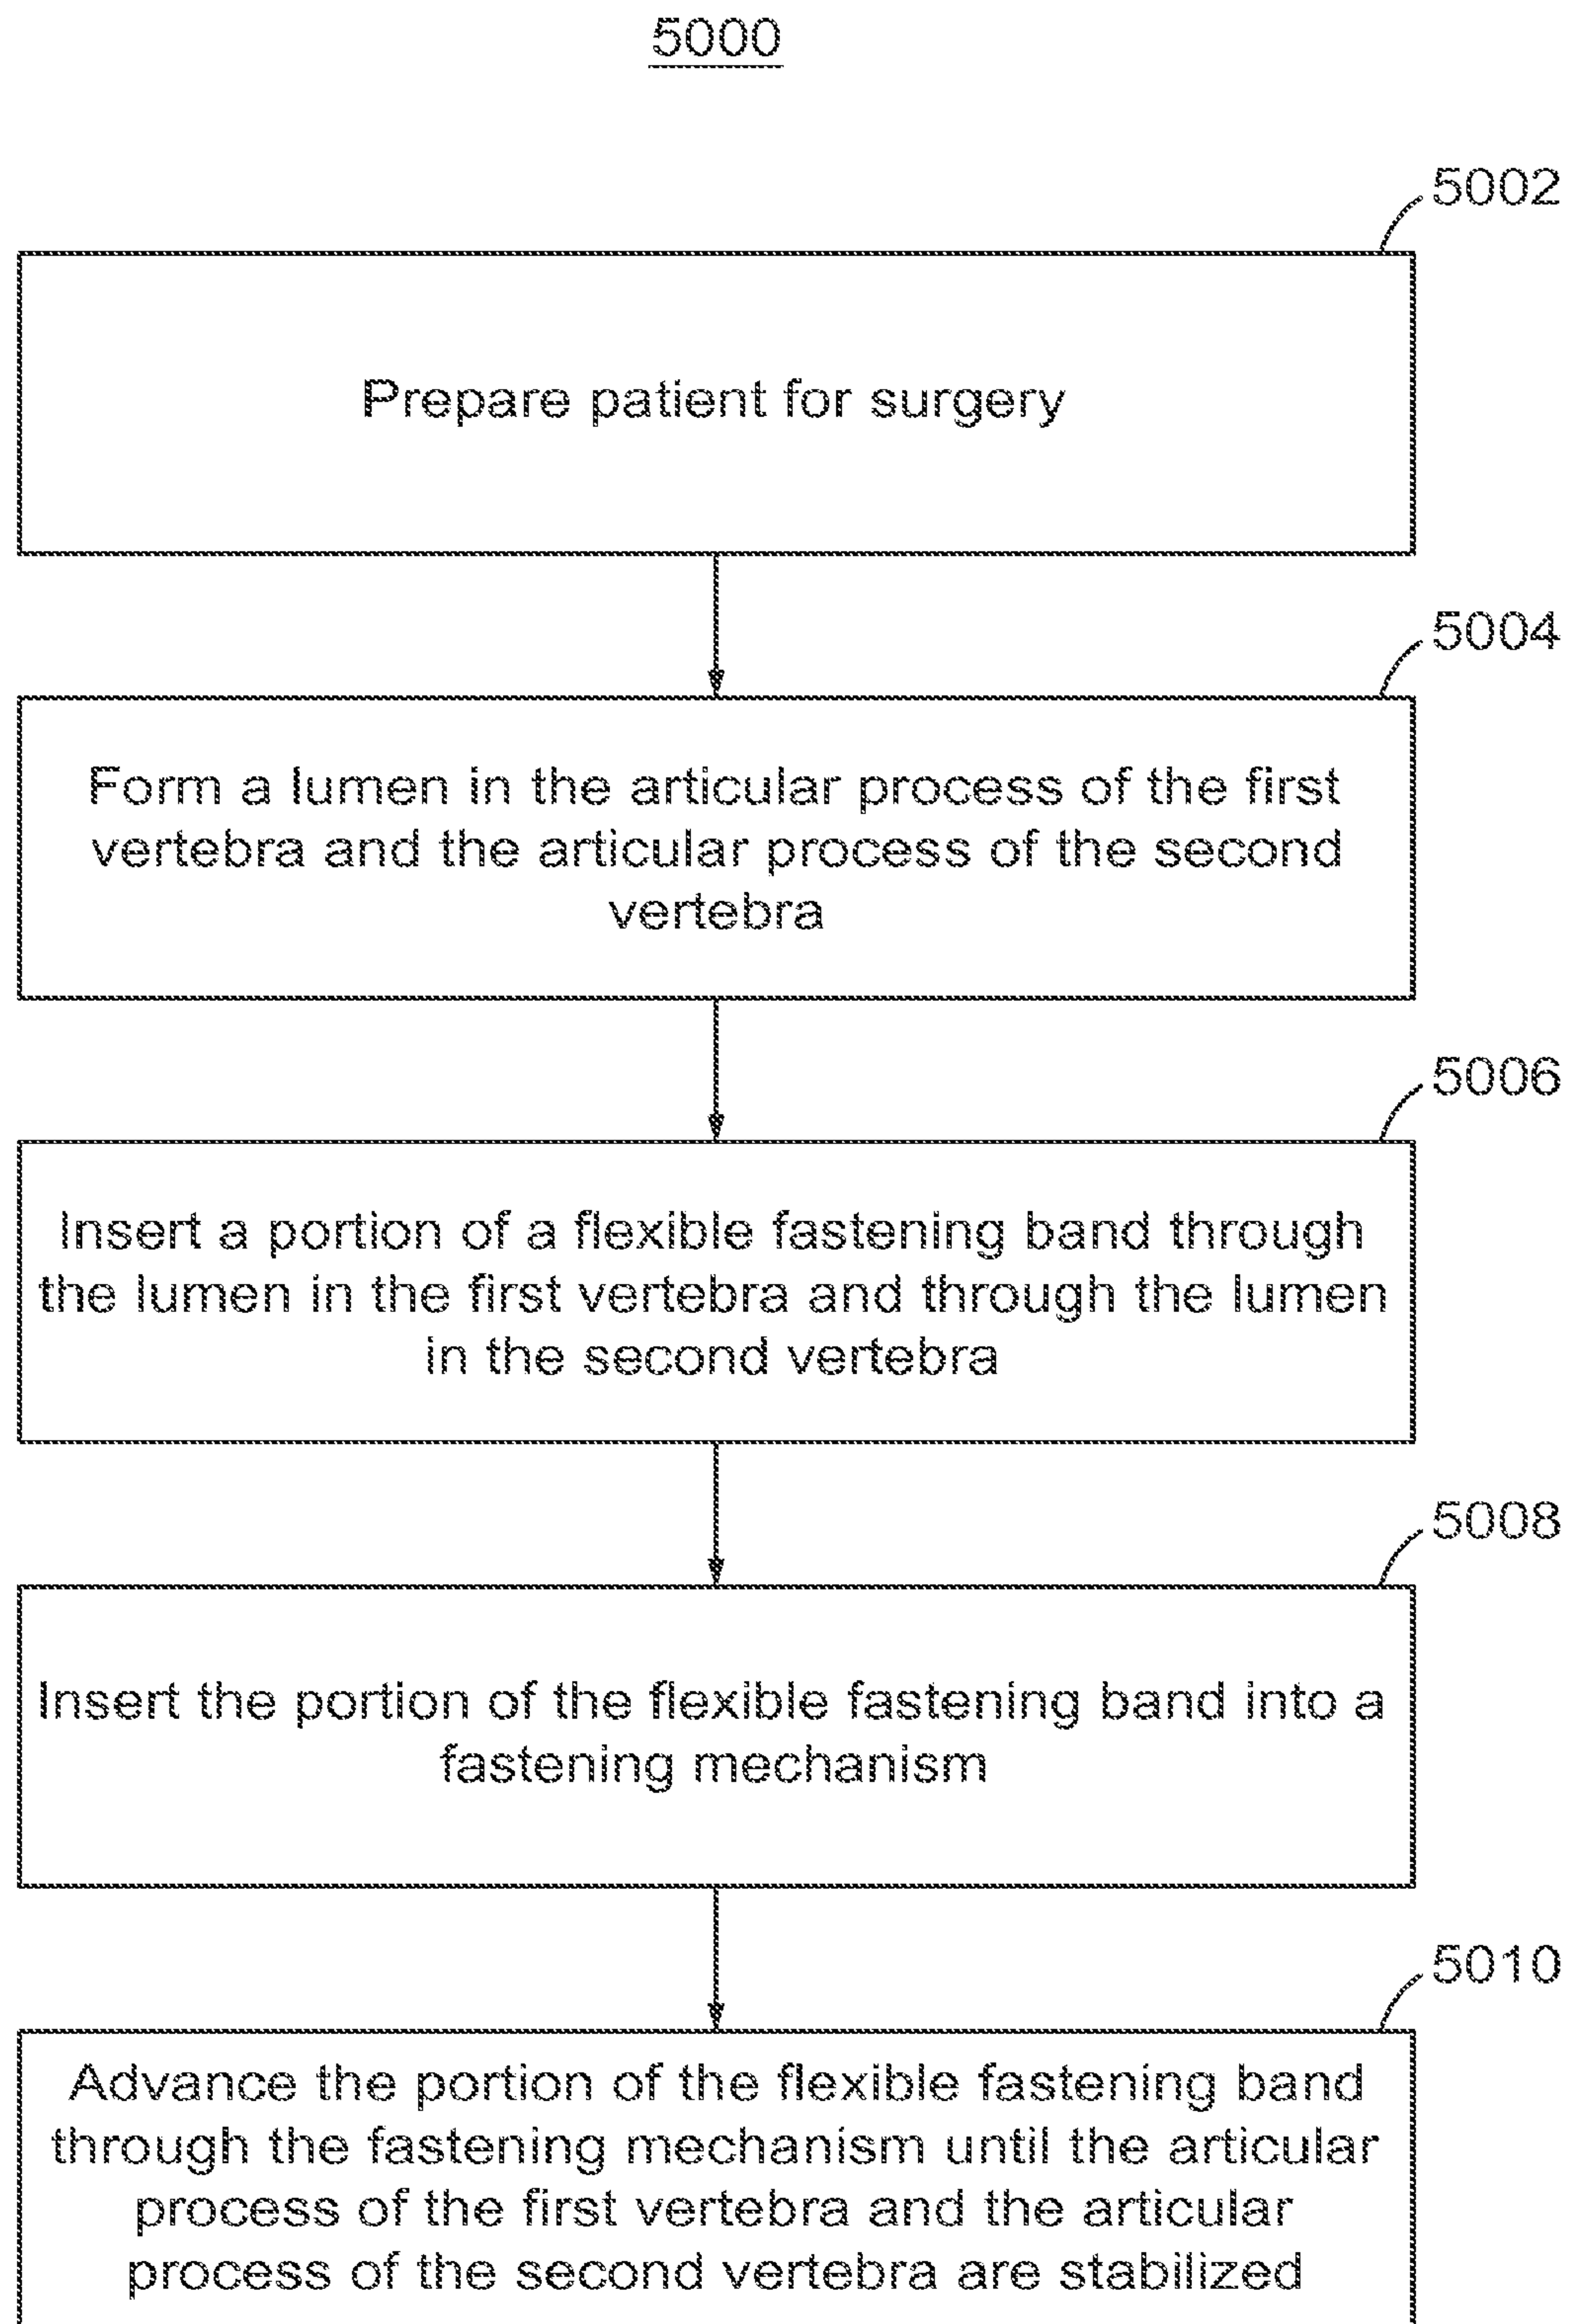 5000
5002
Prepare patient for surgery
5004
Form a lumen in the articular process of the first
vertebra and the articular process of the second
vertebra
5006
Insert a portion of a flexible fastening band through
the lumen in the first vertebra and through the lumen
in the second vertebra
5008
Insert the portion of the flexible fastening band into a
fastening mechanism
5010
Advance the portion of the flexible fastening band
through the fastening mechanism until the articular
process of the first vertebra and the articular
process of the second vertebra are stabilized